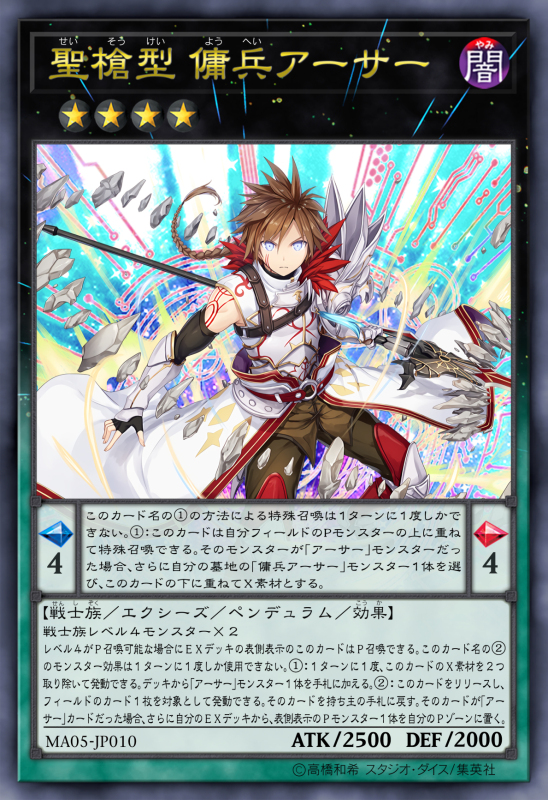 聖槍型 傭兵アーサー
せい そう けい よう へい
闇
やみ
このカード名の①の方法による特殊召喚は1ターンに1度しかで
きない。①:このカードは自分フィールドのPモンスターの上に重ね
て特殊召喚できる。そのモンスターが「アーサー」モンスターだっ
た場合、さらに自分の墓地の「傭兵アーサー」モンスター1体を選
び、このカードの下に重ねてX素材とする。
4
4
【戦士族/エクシーズ/ペンデュラム/効果】
せんしぞく こうか
戦士族レベル4モンスター×2
レベル4がP召喚可能な場合にEXデッキの表側表示のこのカードはP召喚できる。このカード名の②
のモンスター効果は1ターンに1度しか使用できない。①:1ターンに1度、このカードのX素材を2つ
取り除いて発動できる。デッキから「アーサー」モンスター1体を手札に加える。②:このカードをリリースし、
フィールドのカード1枚を対象として発動できる。そのカードを持ち主の手札に戻す。そのカードが「アー
サー」カードだった場合、さらに自分のEXデッキから、表側表示のPモンスター1体を自分のPゾーンに置く。
MA05-JP010 ATK/2500 DEF/2000
©高橋和希 スタジオ・ダイス/集英社